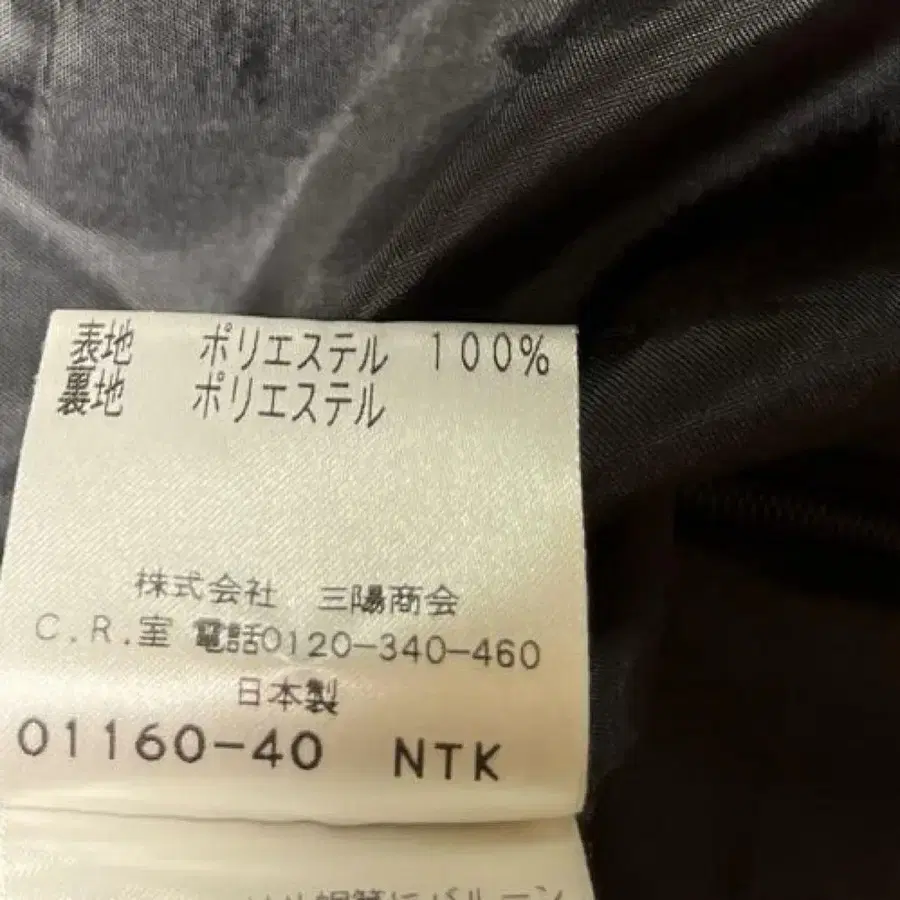 表地 ポリエステル 100%
裏地 ポリエステル
株式会社 三陽商会
C.R.室 電話0120-340-460
日本製
01160-40 NTK